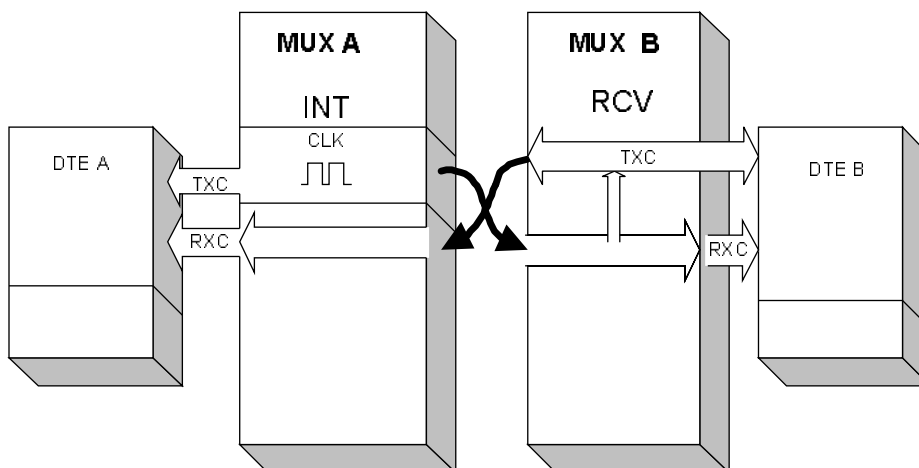 MUX A
INT
CLK
DTE A
TXC
RXC
MUX B
RCV
TXC
DTE B
RXC